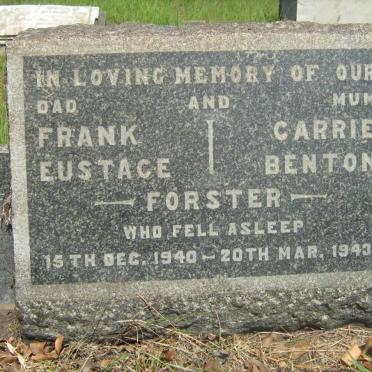 IN LOVING MEMORY OF OUR
DAD AND MUM
FRANK CARRIE
EUSTACE BENTON
FORSTER
WHO FELL ASLEEP
15TH DEC. 1940 - 20TH MAR. 1943